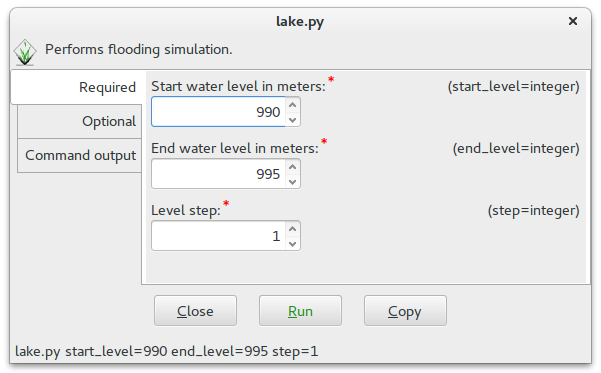 lake.py
Performs flooding simulation.
Required
Optional
Command output
Start water level in meters:* (start_level=integer)
990
End water level in meters:* (end_level=integer)
995
Level step:* (step=integer)
1
Close Run Copy
lake.py start_level=990 end_level=995 step=1